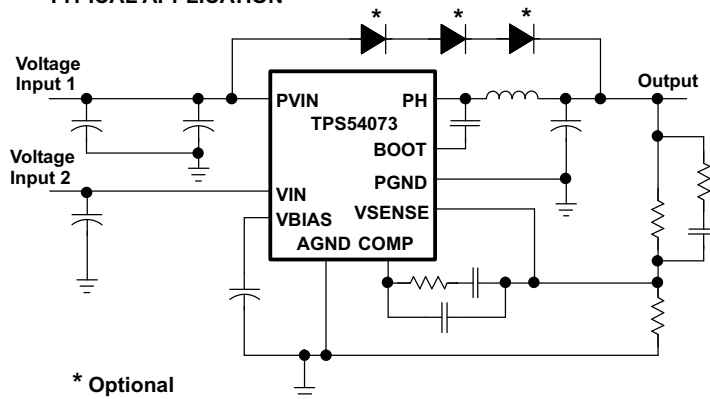 *
*
*
Voltage
Input 1
Output
PVIN
PH
TPS54073
BOOT
Voltage
Input 2
PGND
VIN
VSENSE
VBIAS
AGND COMP
* Optional